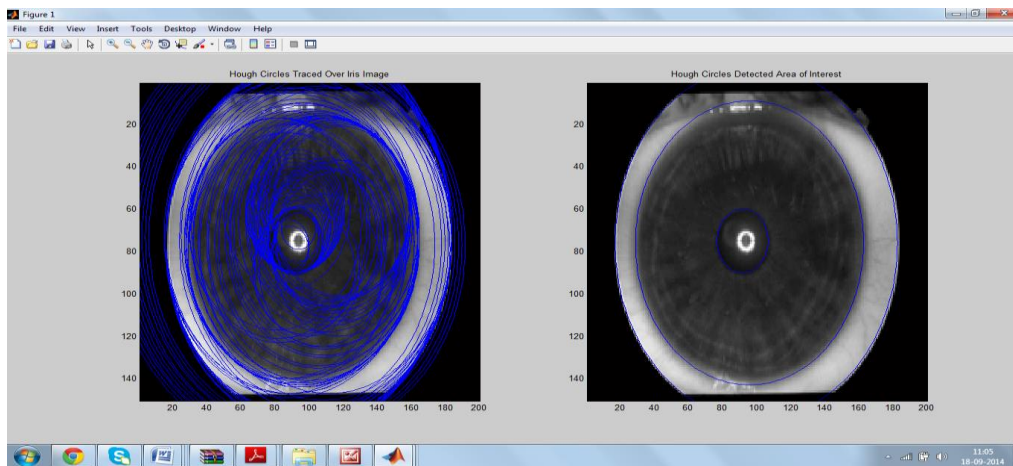 Figure 1
File Edit View Insert Tools Desktop Window Help
Hough Circles Traced Over Iris Image
20
40
60
80
100
120
140
20 40 60 80 100 120 140 160 180 200
Hough Circles Detected Area of Interest
20
40
60
80
100
120
140
20 40 60 80 100 120 140 160 180 200
11:05
18-09-2014